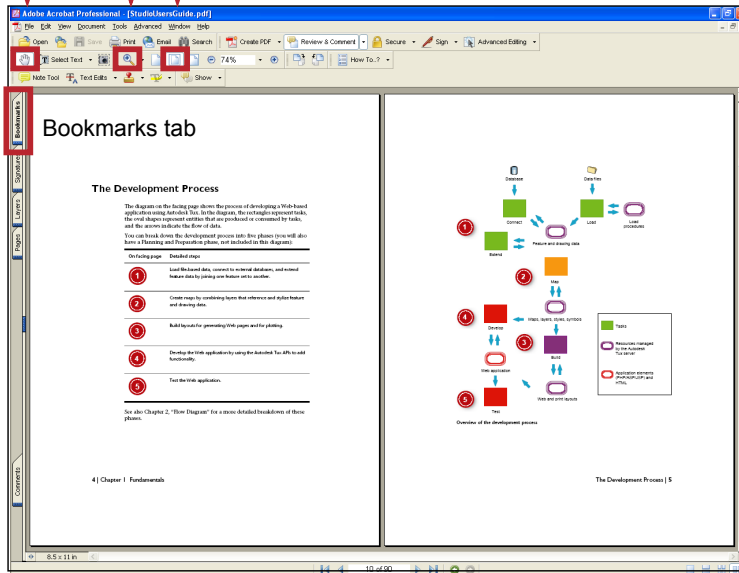 Adobe Acrobat Professional - [StudioUsersGuide.pdf]
File Edit View Document Tools Advanced Window Help
Open Save Print Email Search Create PDF Review & Comment Secure Sign Advanced Editing
Select Text 74% How To..?
Note Tool Text Edits Show
Bookmarks
Signatures
Layers
Pages
Comments
Bookmarks tab
The Development Process
The diagram on the facing page shows the process of developing a Web-based
application using Autodesk Tux. In the diagram, the rectangles represent tasks,
the oval shapes represent entities that are produced or consumed by tasks,
and the arrows indicate the flow of data.
You can break down the development process into five phases (you will also
have a Planning and Preparation phase, not included in this diagram):
On facing page Detailed steps
1 Load file-based data, connect to external databases, and extend
feature data by joining one feature set to another.
2 Create maps by combining layers that reference and stylize feature
and drawing data.
3 Build layouts for generating Web pages and for plotting.
4 Develop the Web application by using the Autodesk Tux APIs to add
functionality.
5 Test the Web application.
See also Chapter 2, "Flow Diagram" for a more detailed breakdown of these
phases.
4 | Chapter 1 Fundamentals
Database
Data files
Connect
Load
Load
procedures
1
Extend
Feature and drawing data
2
Map
4
Develop
Maps, layers, styles, symbols
3
Build
Web application
5
Test
Web and print layouts
Tasks
Resources managed
by the Autodesk
Tux server
Application elements
(PHP/ASP/JSP) and
HTML
Overview of the development process
The Development Process | 5
8.5 x 11 in
10 of 90